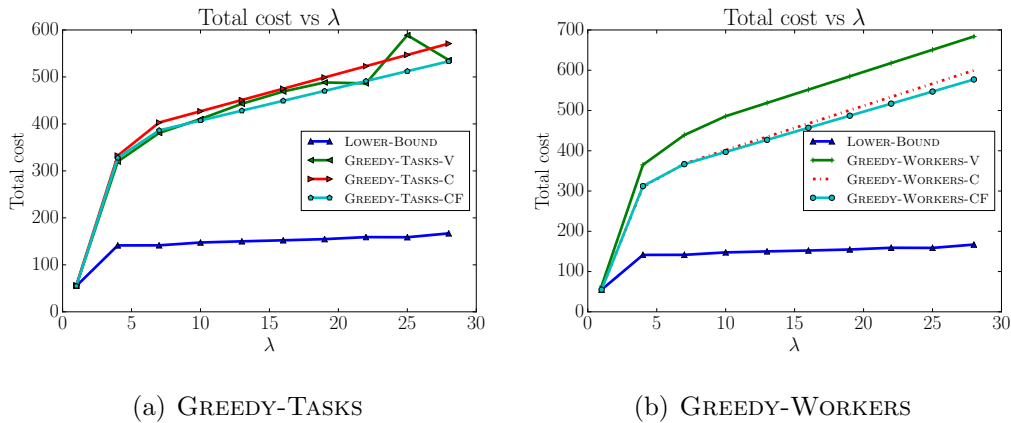 Total cost vs λ
600
500
400
300
200
100
0
Total cost
0 5 10 15 20 25 30
λ
LOWER-BOUND
GREEDY-TASKS-V
GREEDY-TASKS-C
GREEDY-TASKS-CF
(a) GREEDY-TASKS
Total cost vs λ
700
600
500
400
300
200
100
0
Total cost
0 5 10 15 20 25 30
λ
LOWER-BOUND
GREEDY-WORKERS-V
GREEDY-WORKERS-C
GREEDY-WORKERS-CF
(b) GREEDY-WORKERS